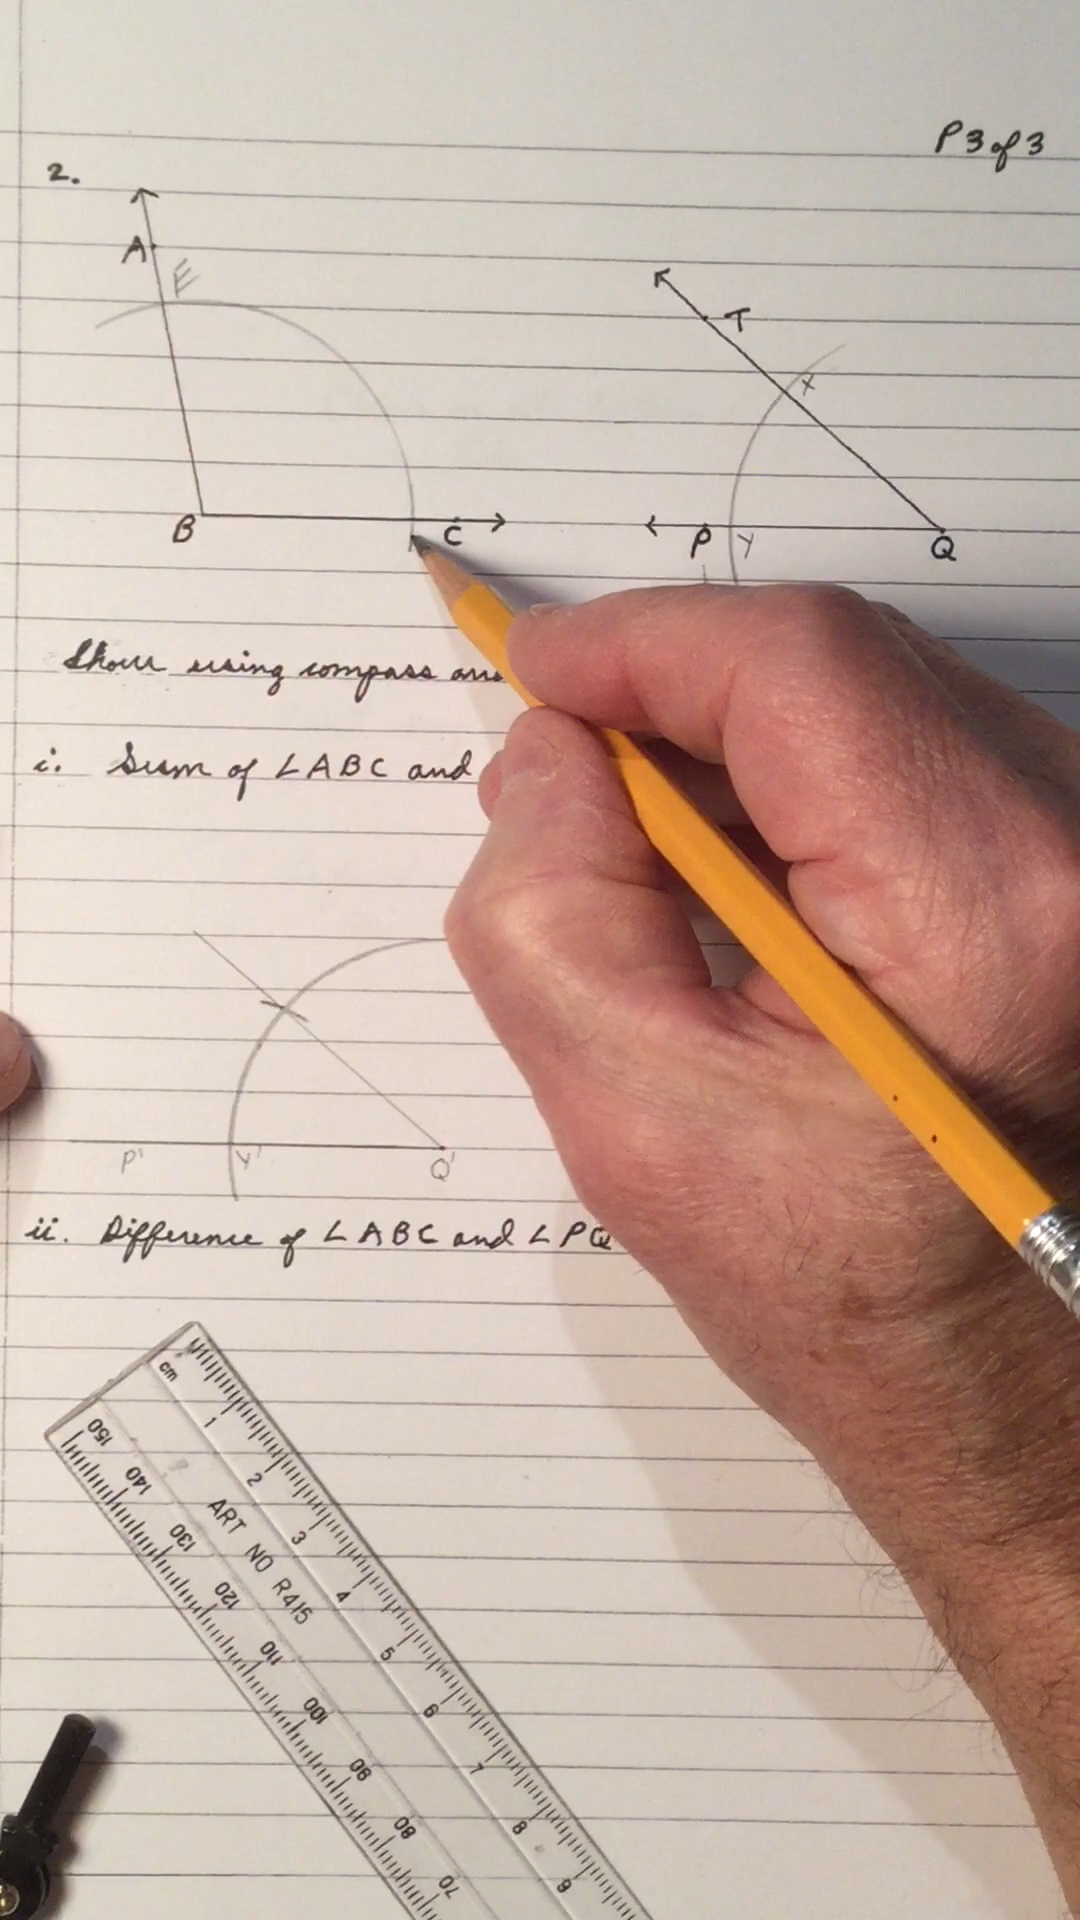 P 3 of 3
2.
A
E
T
X
B
C
P Y
Q
Show using compass
i. Sum of ∠ABC and
P' Y' Q'
ii. Difference of ∠ABC and ∠PQ
cm 1 2 3 4 5 6 7 8 9
ART NO R415
150 140 130 120 110 100 90 80 70